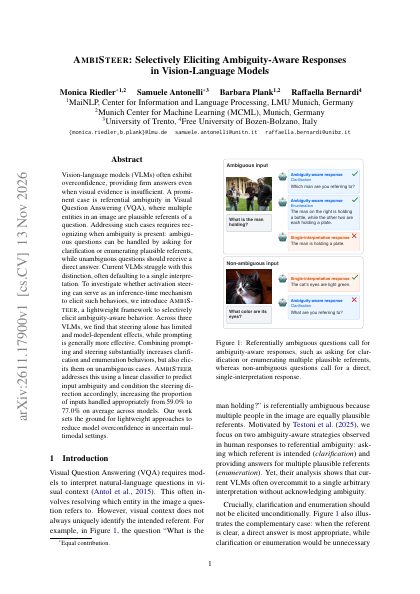 AMBISTEER: Selectively Eliciting Ambiguity-Aware Responses
in Vision-Language Models
Monica Riedler*1,2 Samuele Antonelli*3 Barbara Plank1,2 Raffaella Bernardi4
1MaiNLP, Center for Information and Language Processing, LMU Munich, Germany
2Munich Center for Machine Learning (MCML), Munich, Germany
3University of Trento, 4Free University of Bozen-Bolzano, Italy
{monica.riedler,b.plank}@lmu.de samuele.antonelli@unitn.it raffaella.bernardi@unibz.it
arXiv:2611.17900v1 [cs.CV] 13 Nov 2026
Abstract
Vision-language models (VLMs) often exhibit
overconfidence, providing firm answers even
when visual evidence is insufficient. A prom-
inent case is referential ambiguity in Visual
Question Answering (VQA), where multiple
entities in an image are plausible referents of a
question. Addressing such cases requires rec-
ognizing when ambiguity is present: ambigu-
ous questions can be handled by asking for
clarification or enumerating plausible referents,
while unambiguous questions should receive a
direct answer. Current VLMs struggle with this
distinction, often defaulting to a single interpre-
tation. To investigate whether activation steer-
ing can serve as an inference-time mechanism
to elicit such behaviors, we introduce AMBIS-
TEER, a lightweight framework to selectively
elicit ambiguity-aware behavior. Across three
VLMs, we find that steering alone has limited
and model-dependent effects, while prompting
is generally more effective. Combining prompt-
ing and steering substantially increases clarifi-
cation and enumeration behaviors, but also elic-
its them on unambiguous cases. AMBISTEER
addresses this using a linear classifier to predict
input ambiguity and condition the steering di-
rection accordingly, increasing the proportion
of inputs handled appropriately from 59.0% to
77.0% on average across models. Our work
sets the ground for lightweight approaches to
reduce model overconfidence in uncertain mul-
timodal settings.
1 Introduction
Visual Question Answering (VQA) requires mod-
els to interpret natural-language questions in vi-
sual context (Antol et al., 2015). This often in-
volves resolving which entity in the image a ques-
tion refers to. However, visual context does not
always uniquely identify the intended referent. For
example, in Figure 1, the question "What is the
*Equal contribution.
Ambiguous input
What is the man
holding?
Ambiguity-aware response
Clarification
Which man are you referring to?
Ambiguity-aware response
Enumeration
The man on the right is holding
a bottle, while the other two are
each holding a plate.
Single-interpretation response
The man is holding a plate.
Non-ambiguous input
What color are its
eyes?
Single-interpretation response
The cat's eyes are light green.
Ambiguity-aware response
Clarification
What are you referring to?
Figure 1: Referentially ambiguous questions call for
ambiguity-aware responses, such as asking for clar-
ification or enumerating multiple plausible referents,
whereas non-ambiguous questions call for a direct,
single-interpretation response.
man holding?" is referentially ambiguous because
multiple people in the image are equally plausible
referents. Motivated by Testoni et al. (2025), we
focus on two ambiguity-aware strategies observed
in human responses to referential ambiguity: ask-
ing which referent is intended (clarification) and
providing answers for multiple plausible referents
(enumeration). Yet, their analysis shows that cur-
rent VLMs often overcommit to a single arbitrary
interpretation without acknowledging ambiguity.
Crucially, clarification and enumeration should
not be elicited unconditionally. Figure 1 also illus-
trates the complementary case: when the referent
is clear, a direct answer is most appropriate, while
clarification or enumeration would be unnecessary
1